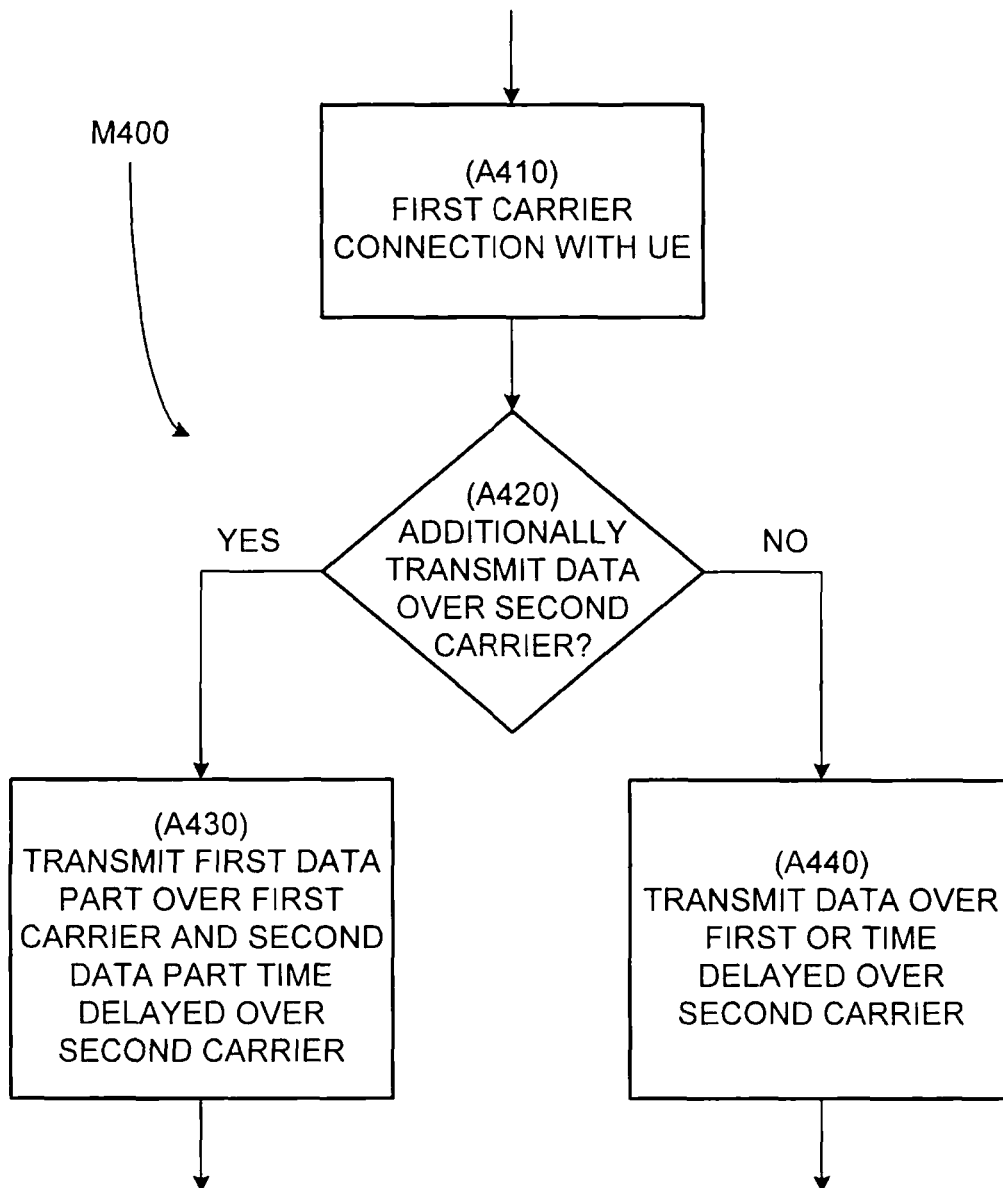 M400
(A410)
FIRST CARRIER
CONNECTION WITH UE
(A420)
ADDITIONALLY
TRANSMIT DATA
OVER SECOND
CARRIER?
YES
NO
(A430)
TRANSMIT FIRST DATA
PART OVER FIRST
CARRIER AND SECOND
DATA PART TIME
DELAYED OVER
SECOND CARRIER
(A440)
TRANSMIT DATA OVER
FIRST OR TIME
DELAYED OVER
SECOND CARRIER